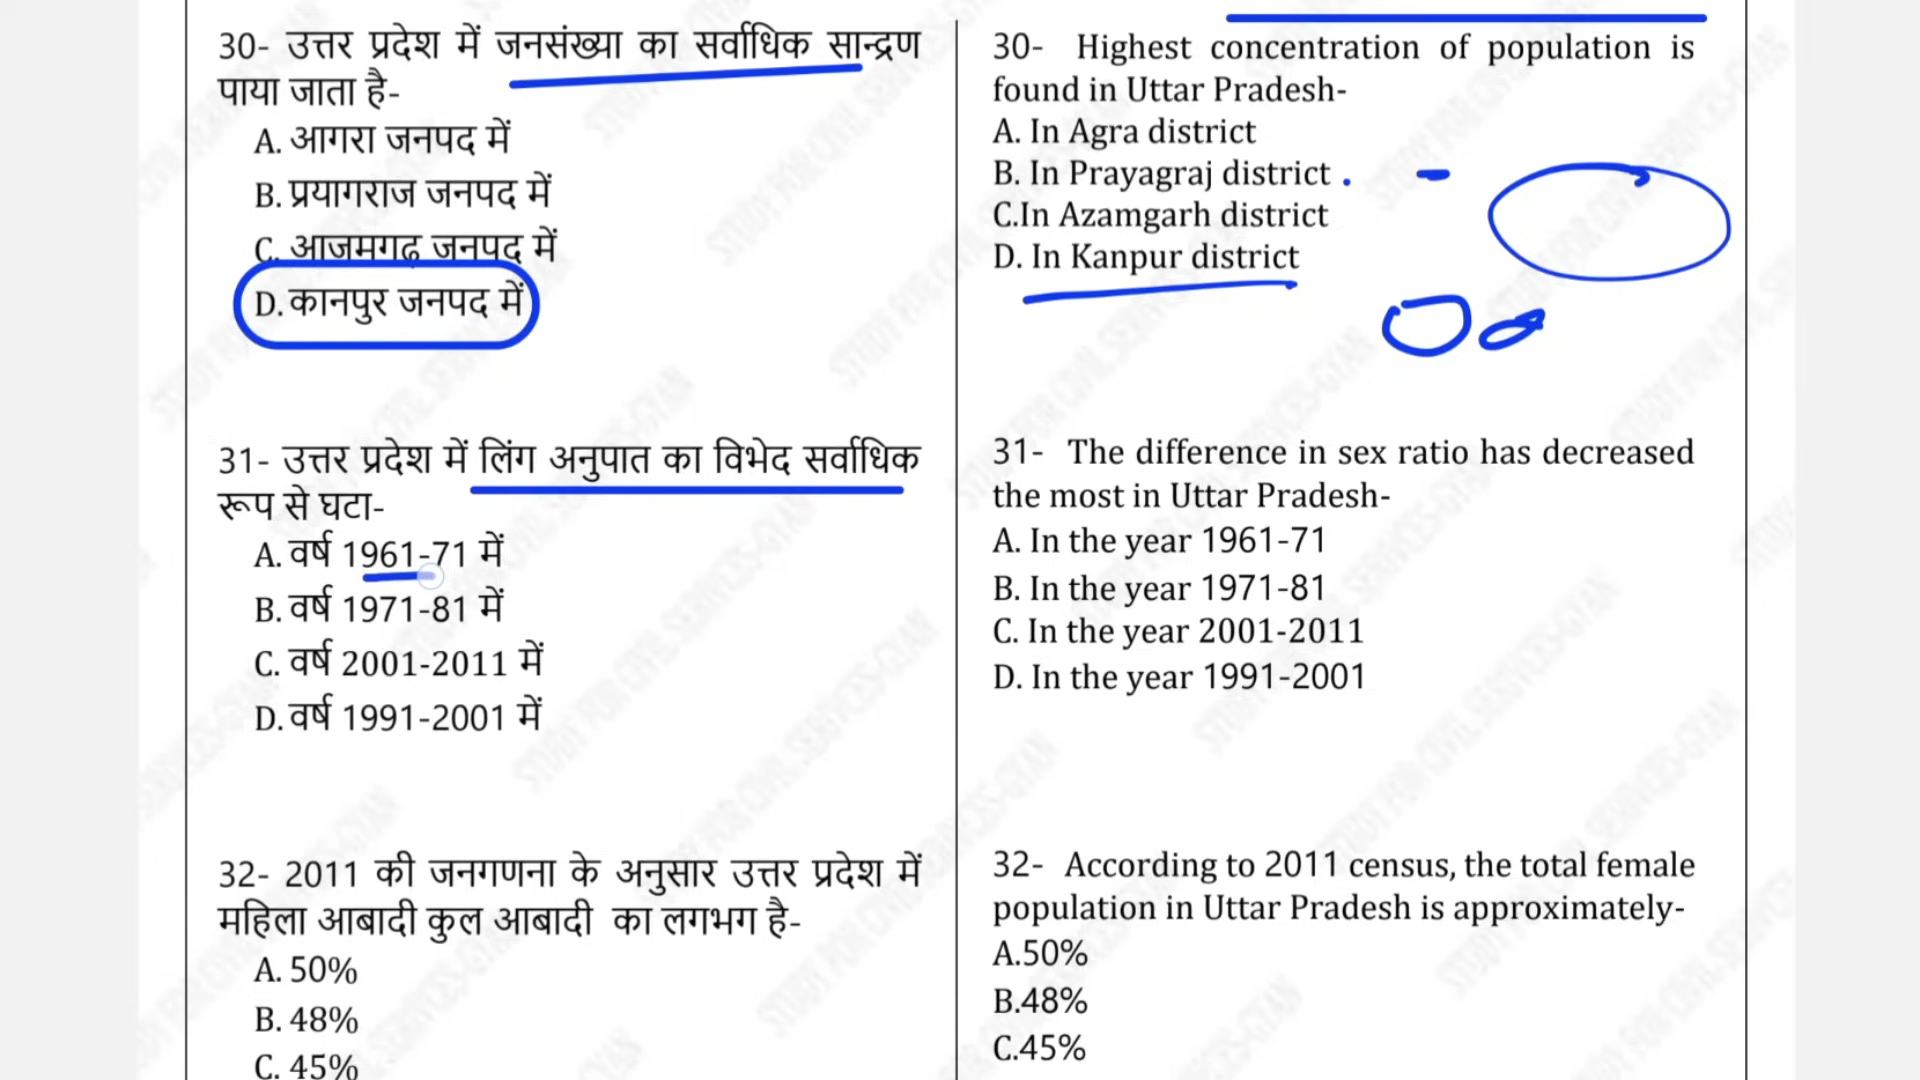 30- उत्तर प्रदेश में जनसंख्या का सर्वाधिक सान्द्रण
पाया जाता है-
A. आगरा जनपद में
B. प्रयागराज जनपद में
C. आजमगढ़ जनपद में
D. कानपुर जनपद में
31- उत्तर प्रदेश में लिंग अनुपात का विभेद सर्वाधिक
रूप से घटा-
A. वर्ष 1961-71 में
B. वर्ष 1971-81 में
C. वर्ष 2001-2011 में
D. वर्ष 1991-2001 में
32- 2011 की जनगणना के अनुसार उत्तर प्रदेश में
महिला आबादी कुल आबादी का लगभग है-
A. 50%
B. 48%
C. 45%
30- Highest concentration of population is
found in Uttar Pradesh-
A. In Agra district
B. In Prayagraj district
C.In Azamgarh district
D. In Kanpur district
31- The difference in sex ratio has decreased
the most in Uttar Pradesh-
A. In the year 1961-71
B. In the year 1971-81
C. In the year 2001-2011
D. In the year 1991-2001
32- According to 2011 census, the total female
population in Uttar Pradesh is approximately-
A.50%
B.48%
C.45%
STUDY FOR CIVIL SERVICES-GYAN